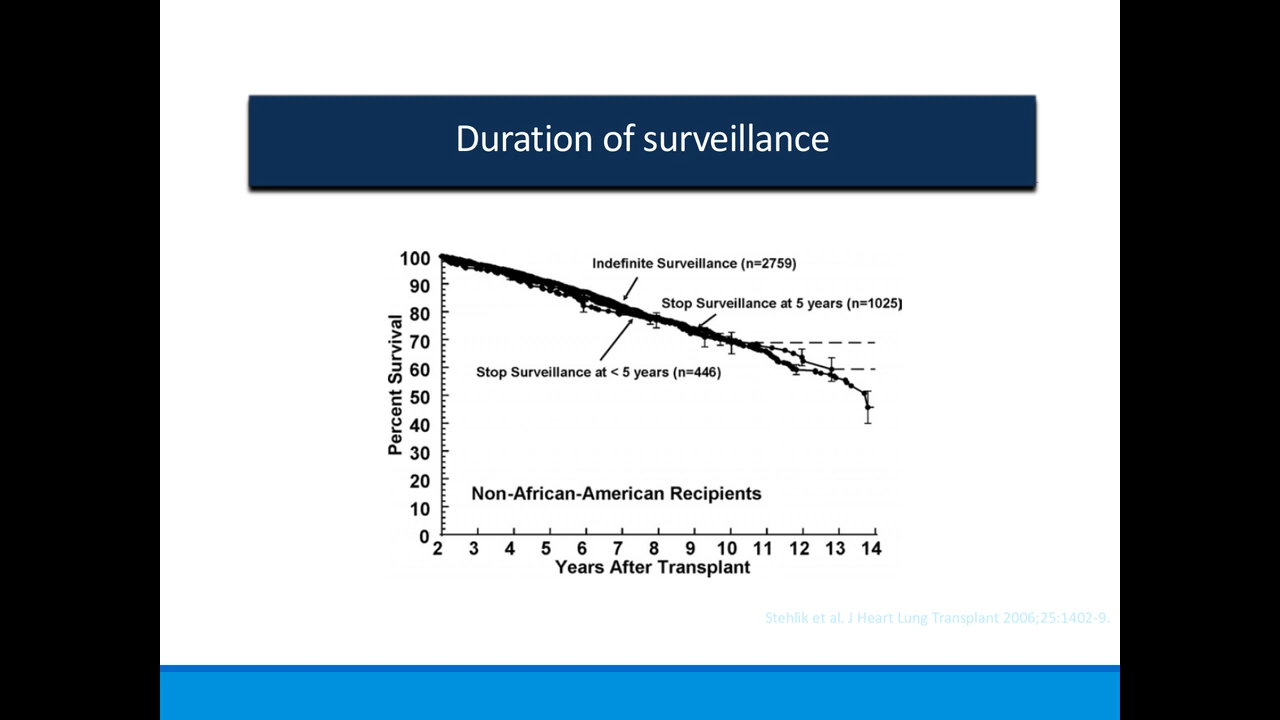 Duration of surveillance
100
90
80
70
60
50
40
30
20
10
0
Percent Survival
Indefinite Surveillance (n=2759)
Stop Surveillance at 5 years (n=1025)
Stop Surveillance at < 5 years (n=446)
Non-African-American Recipients
2 3 4 5 6 7 8 9 10 11 12 13 14
Years After Transplant
Stehlik et al. J Heart Lung Transplant 2006;25:1402-9.